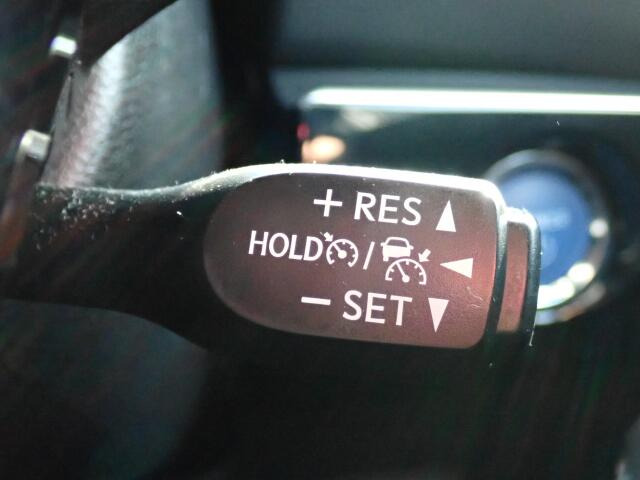 + RES ▲
HOLD / ◀
− SET ▼